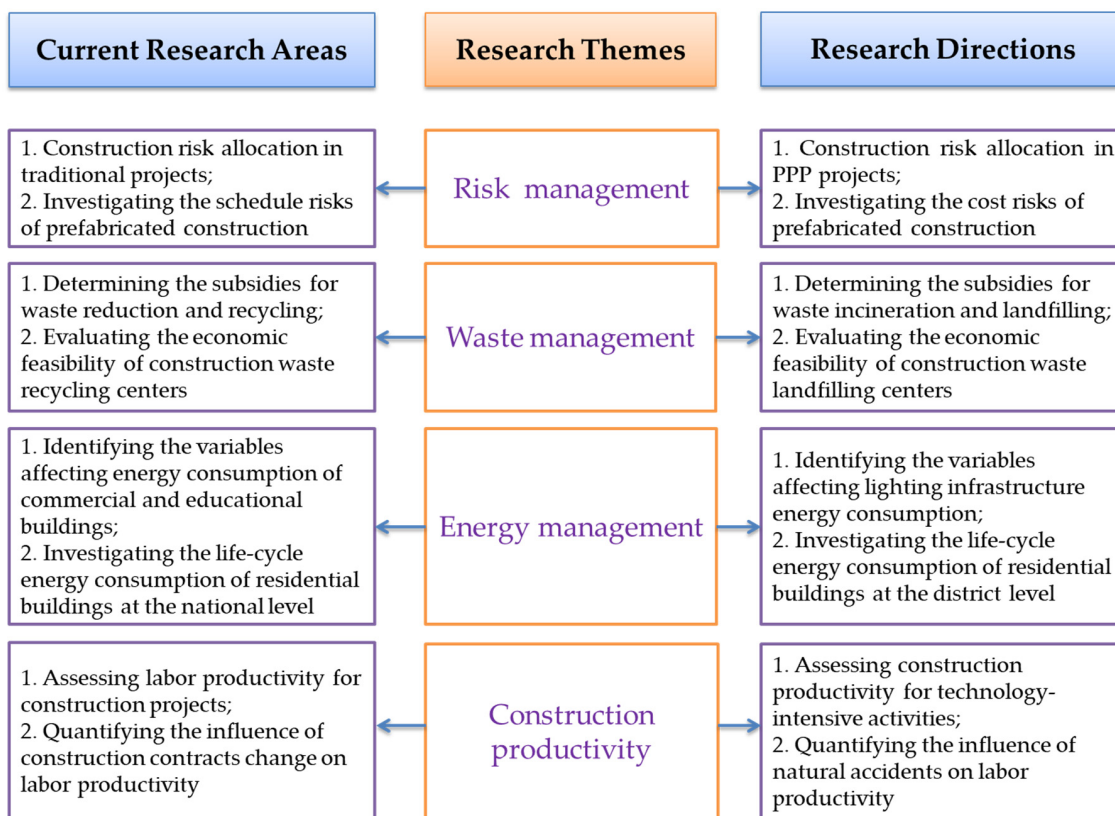 Current Research Areas
Research Themes
Research Directions
1. Construction risk allocation in
traditional projects;
2. Investigating the schedule risks
of prefabricated construction
Risk management
1. Construction risk allocation in
PPP projects;
2. Investigating the cost risks of
prefabricated construction
1. Determining the subsidies for
waste reduction and recycling;
2. Evaluating the economic
feasibility of construction waste
recycling centers
Waste management
1. Determining the subsidies for
waste incineration and landfilling;
2. Evaluating the economic
feasibility of construction waste
landfilling centers
1. Identifying the variables
affecting energy consumption of
commercial and educational
buildings;
2. Investigating the life-cycle
energy consumption of residential
buildings at the national level
Energy management
1. Identifying the variables
affecting lighting infrastructure
energy consumption;
2. Investigating the life-cycle
energy consumption of residential
buildings at the district level
1. Assessing labor productivity for
construction projects;
2. Quantifying the influence of
construction contracts change on
labor productivity
Construction
productivity
1. Assessing construction
productivity for technology-
intensive activities;
2. Quantifying the influence of
natural accidents on labor
productivity